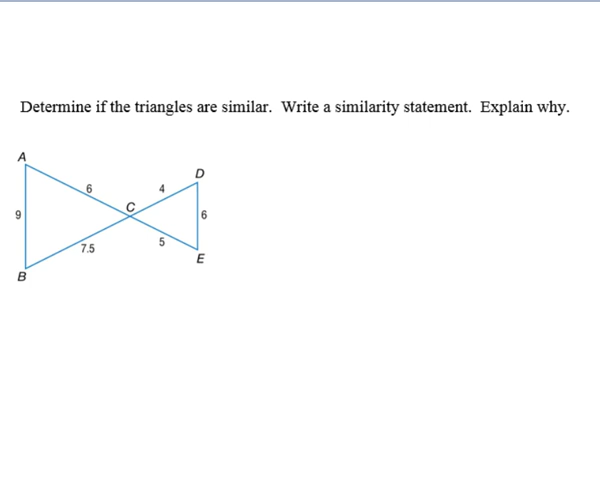 Determine if the triangles are similar. Write a similarity statement. Explain why.
A
D
6
4
C
9
6
7.5
5
E
B